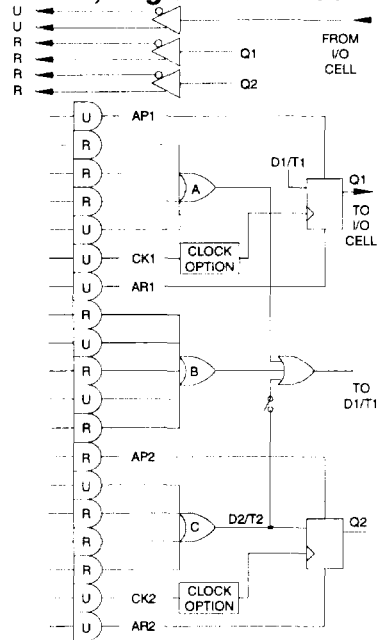 U
U
R
R
R
R
FROM
I/O
CELL
Q1
Q2
U AP1
R
R
R
U
A
D1/T1
Q1
TO
I/O
CELL
U CK1
CLOCK
OPTION
U AR1
R
U
R
U
R
B
TO
D1/T1
R AP2
U
R
R
R
C
D2/T2
Q2
U CK2
CLOCK
OPTION
U AR2